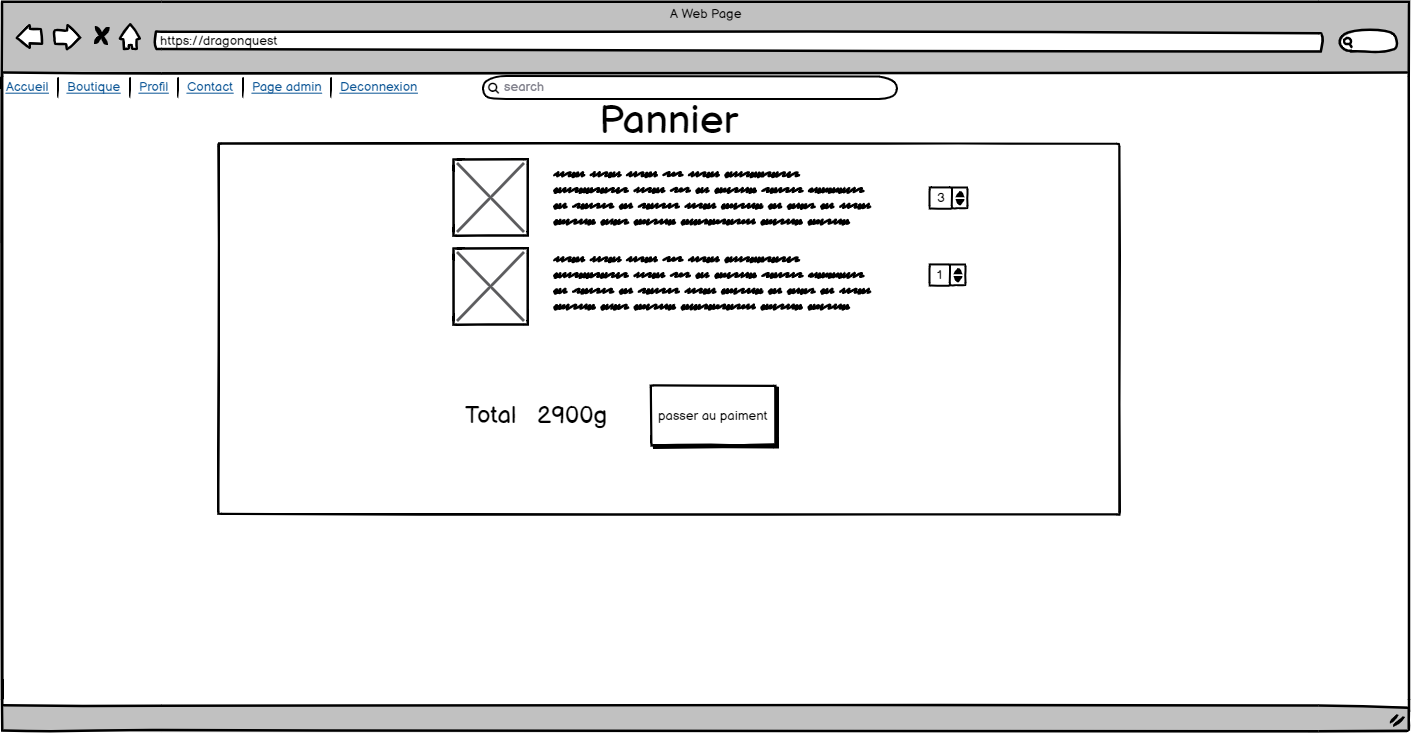 A Web Page
https://dragonquest
Accueil Boutique Profil Contact Page admin Deconnexion search
Pannier
3
1
Total 2900g passer au paiment